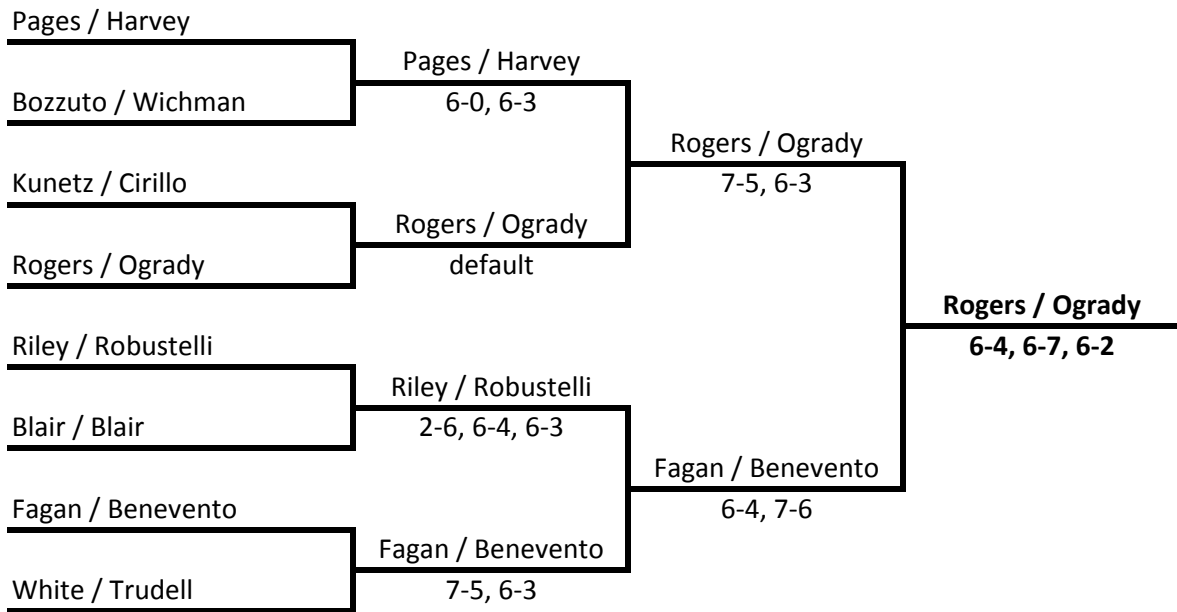 Pages / Harvey
Bozzuto / Wichman
Kunetz / Cirillo
Rogers / Ogrady
Riley / Robustelli
Blair / Blair
Fagan / Benevento
White / Trudell
Pages / Harvey
6-0, 6-3
Rogers / Ogrady
default
Riley / Robustelli
2-6, 6-4, 6-3
Fagan / Benevento
7-5, 6-3
Rogers / Ogrady
7-5, 6-3
Fagan / Benevento
6-4, 7-6
Rogers / Ogrady
6-4, 6-7, 6-2